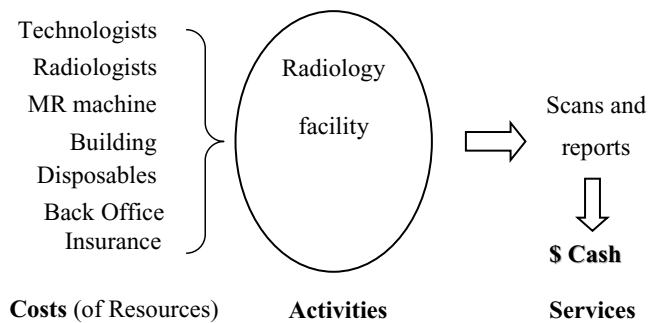 Technologists
Radiologists
MR machine
Building
Disposables
Back Office
Insurance
Radiology
facility
Scans and
reports
$ Cash
Costs (of Resources)
Activities
Services